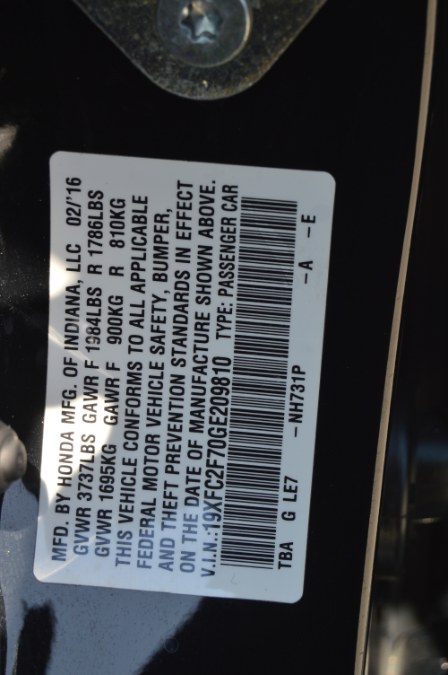 MFD. BY HONDA MFG. OF INDIANA, LLC 02/'16
GVWR 3737LBS GAWR F 1984LBS R 1786LBS
GVWR 1695KG GAWR F 900KG R 810KG
THIS VEHICLE CONFORMS TO ALL APPLICABLE
FEDERAL MOTOR VEHICLE SAFETY, BUMPER,
AND THEFT PREVENTION STANDARDS IN EFFECT
ON THE DATE OF MANUFACTURE SHOWN ABOVE.
V.I.N.:19XFC2F70GE209810 TYPE: PASSENGER CAR
TBA G LE7 -NH731P -A -E